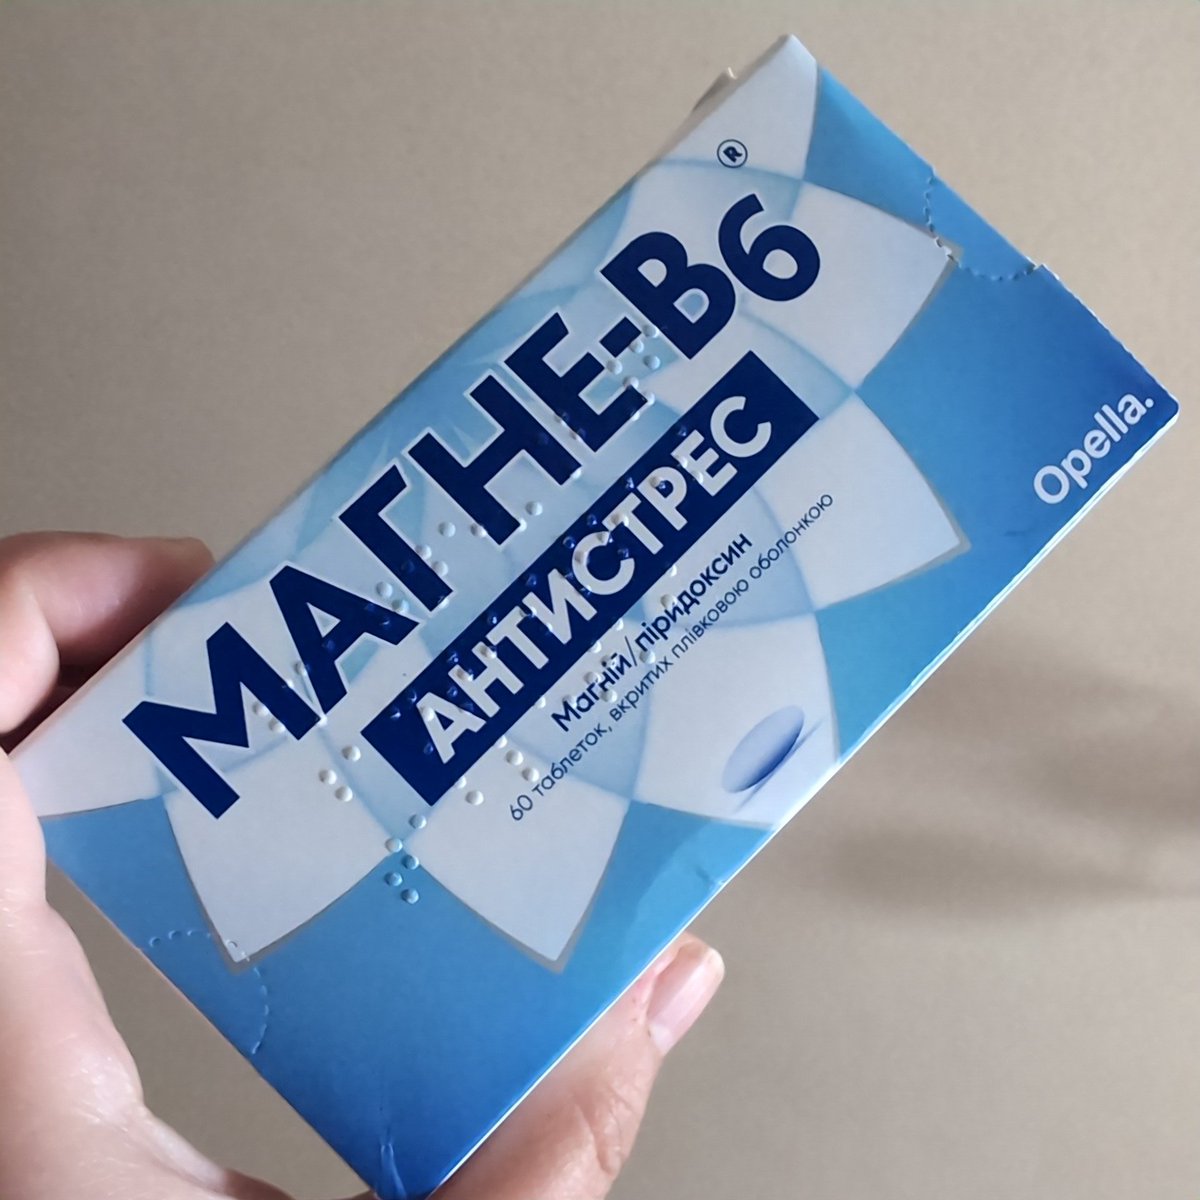 МАГНЕ-В6®
АНТИСТРЕС
Магній/піридоксин
60 таблеток, вкритих плівковою оболонкою
Opella.